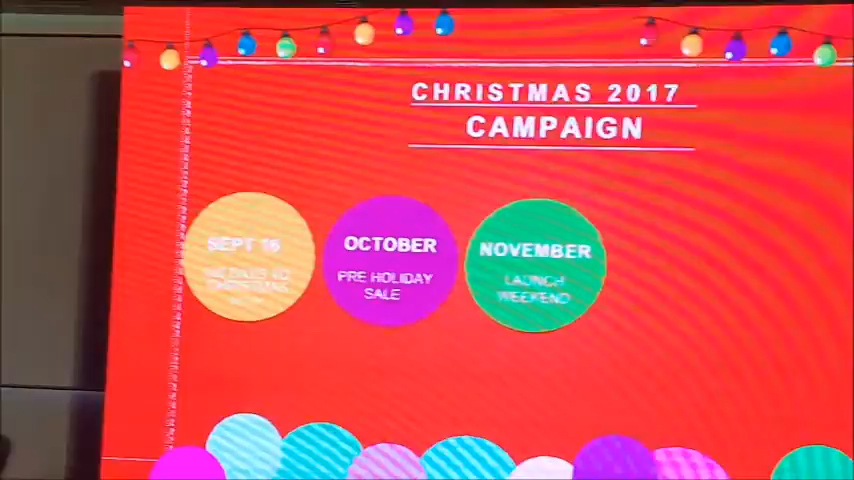 CHRISTMAS 2017
CAMPAIGN
SEPT 16
OCTOBER
PRE HOLIDAY
SALE
NOVEMBER
LAUNCH
WEEKEND